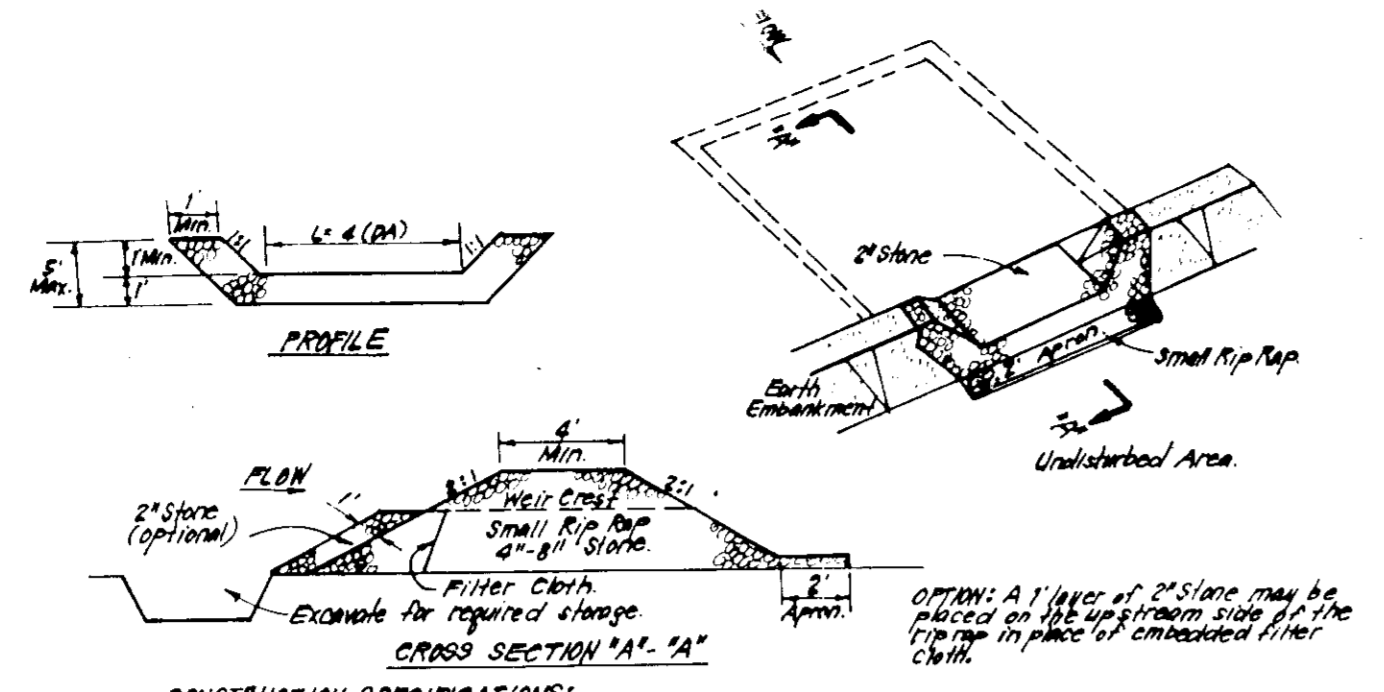 FLOW
"A"
1'
Min.
1:1
L= 4 (DA)
1:1
5'
Max.
1' Min.
1'
PROFILE
2" Stone
Apron
2'
Small Rip Rap.
Earth
Embankment
"A"
Undisturbed Area.
4'
Min.
FLOW
1'
2:1
2:1
2" Stone
(optional)
Weir Crest
Small Rip Rap
4"-8" Stone.
Filter Cloth.
Excavate for required storage.
2'
Apron.
CROSS SECTION "A"-"A"
OPTION: A 1' layer of 2" Stone may be
placed on the upstream side of the
rip rap in place of embedded filter
cloth.
CONSTRUCTION SPECIFICATIONS: